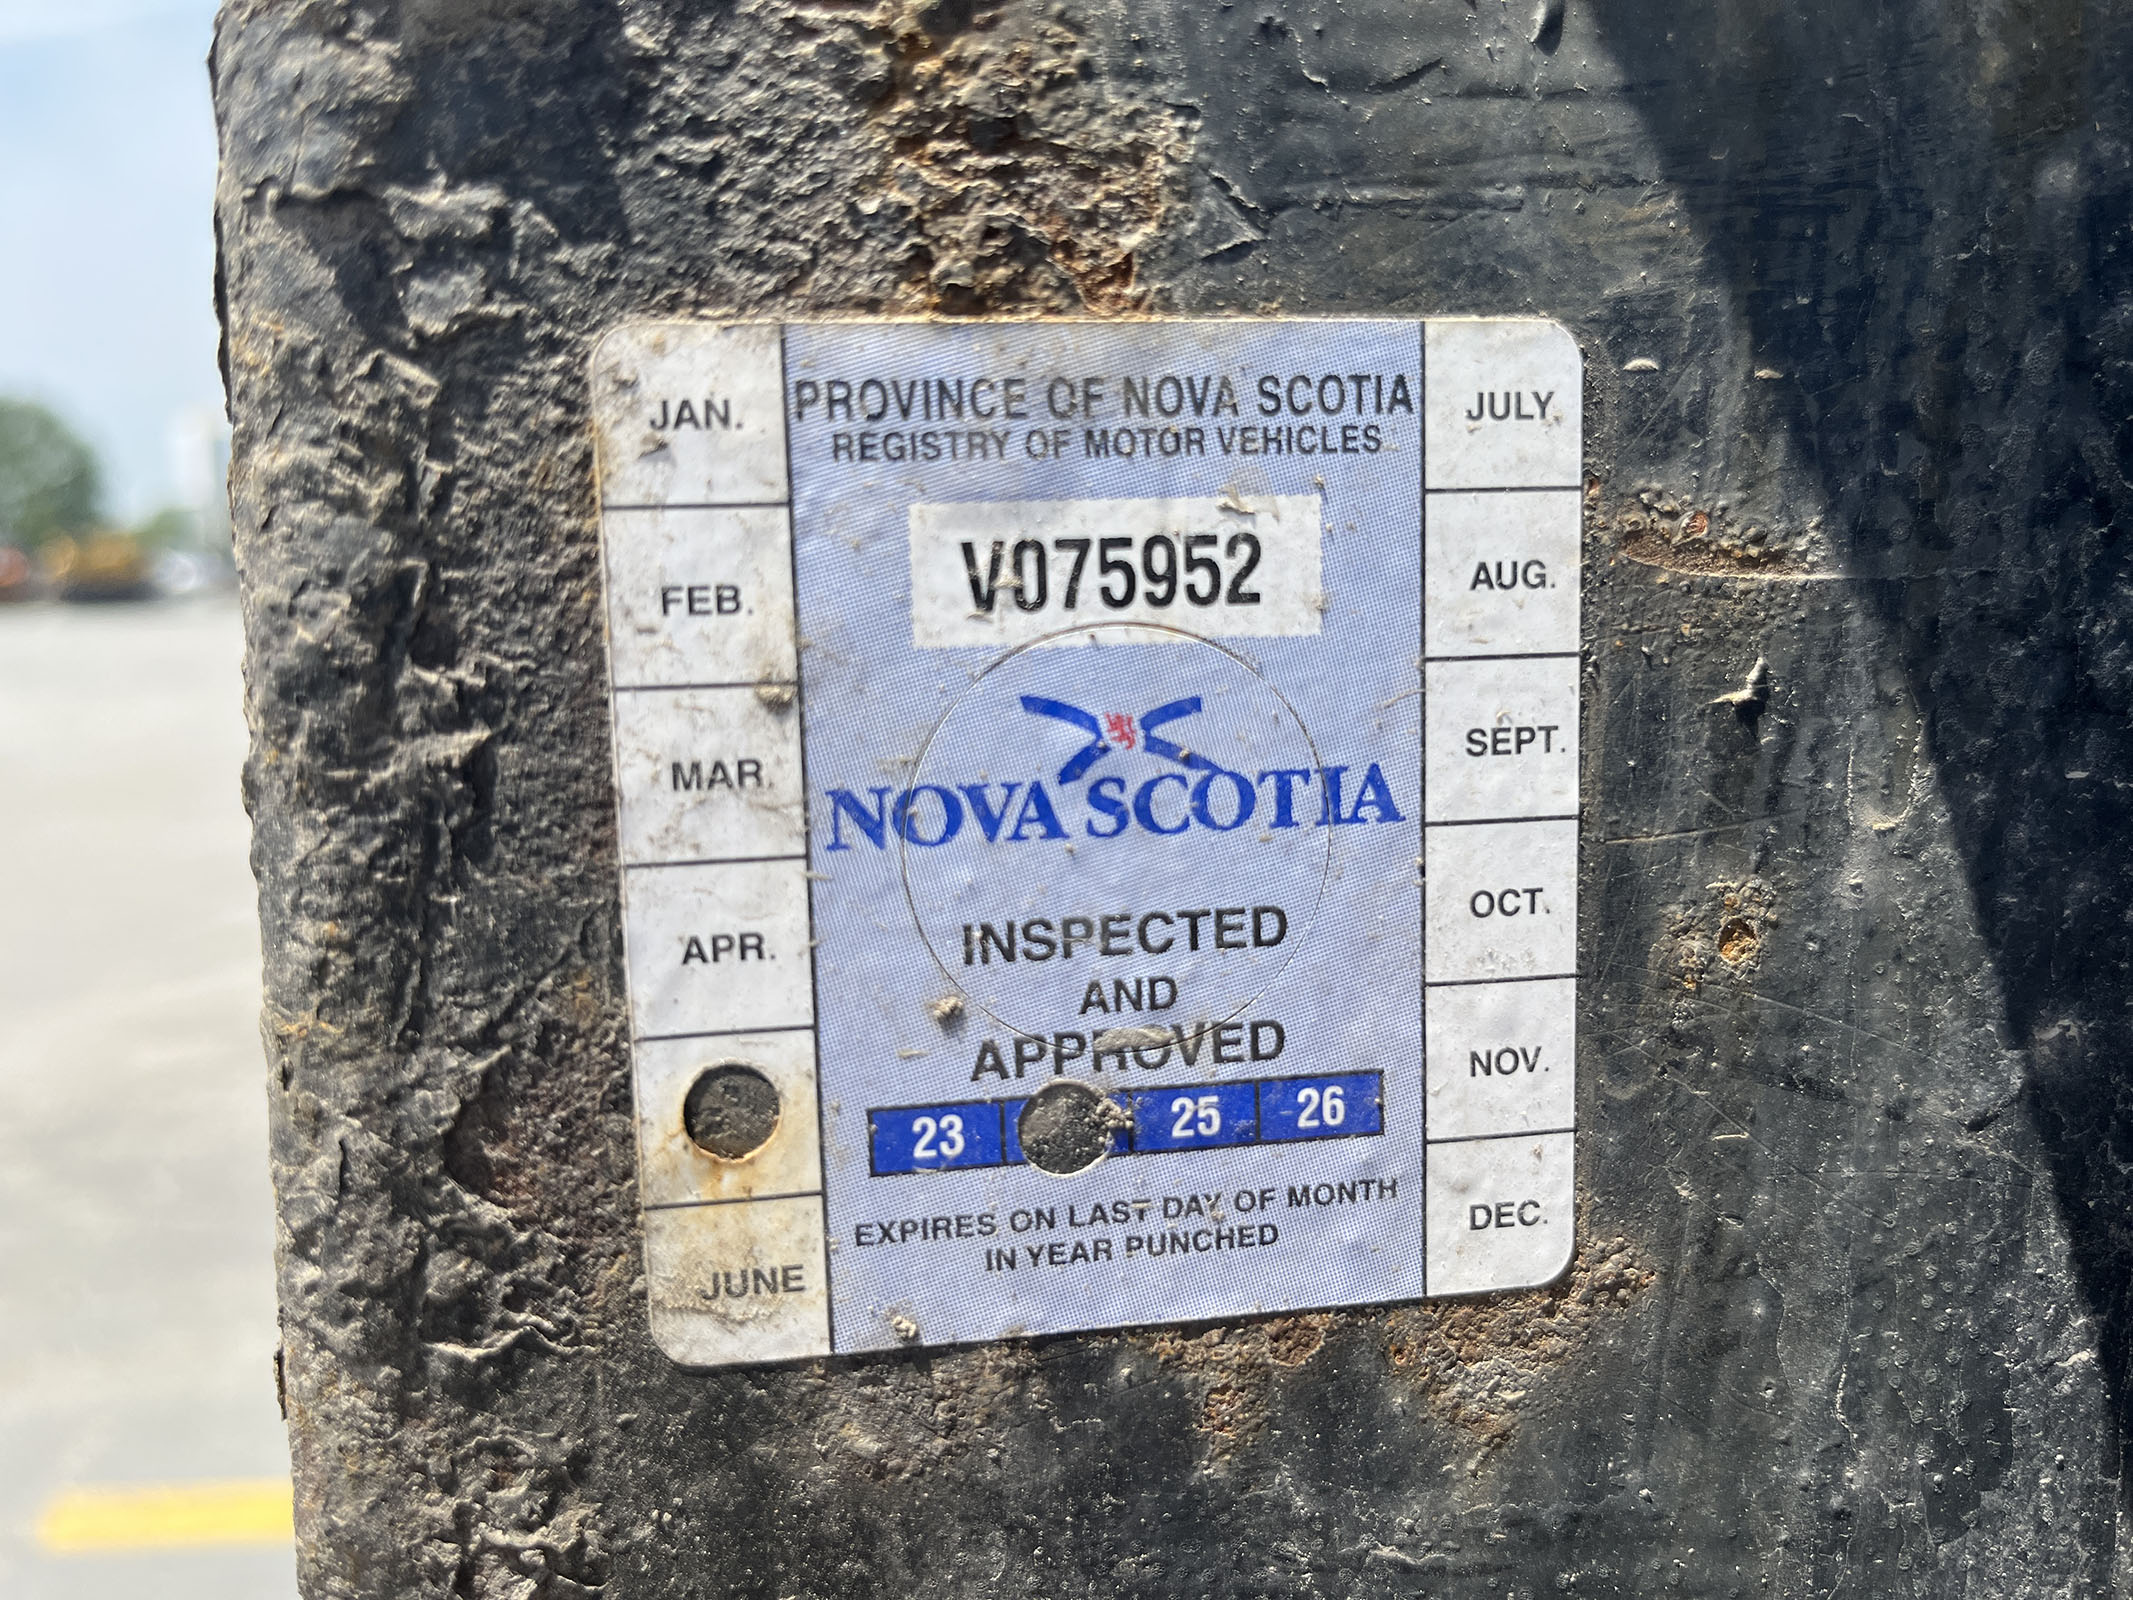 JAN.
FEB.
MAR.
APR.
JUNE
PROVINCE OF NOVA SCOTIA
REGISTRY OF MOTOR VEHICLES
V075952
NOVA SCOTIA
INSPECTED
AND
APPROVED
23 25 26
EXPIRES ON LAST DAY OF MONTH
IN YEAR PUNCHED
JULY.
AUG.
SEPT.
OCT.
NOV.
DEC.